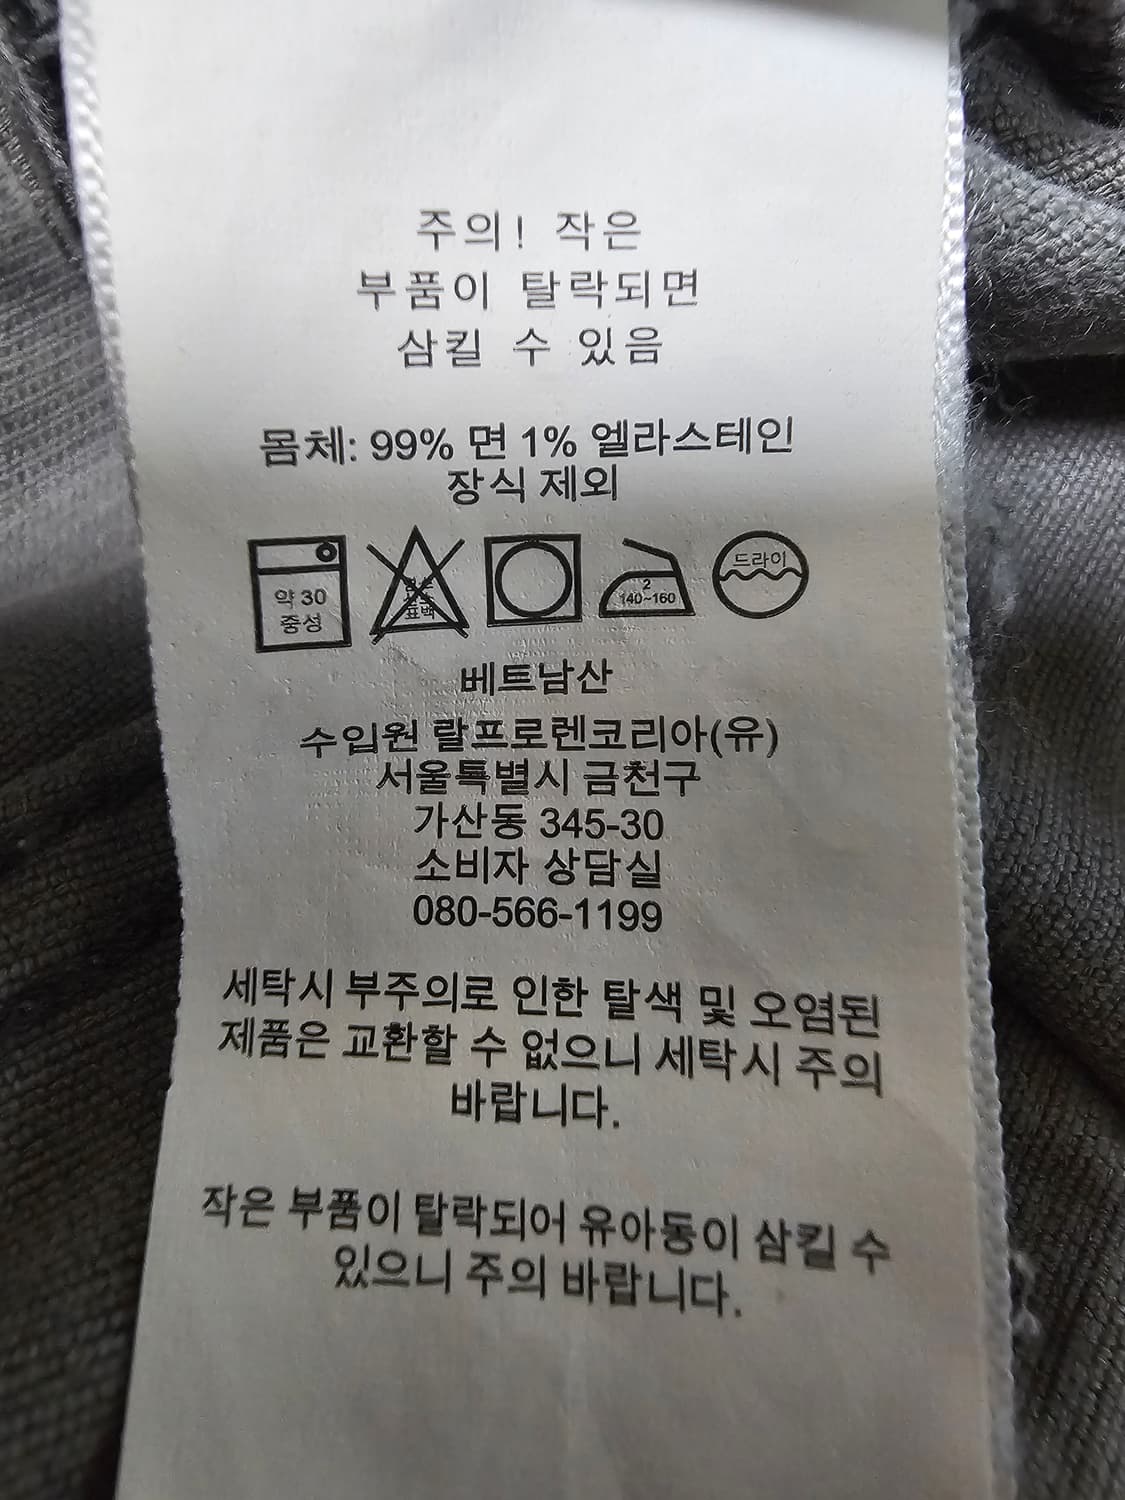 주의! 작은
부품이 탈락되면
삼킬 수 있음
몸체: 99% 면 1% 엘라스테인
장식 제외
약 30
중성
표백
2
140~160
드라이
베트남산
수입원 랄프로렌코리아(유)
서울특별시 금천구
가산동 345-30
소비자 상담실
080-566-1199
세탁시 부주의로 인한 탈색 및 오염된
제품은 교환할 수 없으니 세탁시 주의
바랍니다.
작은 부품이 탈락되어 유아동이 삼킬 수
있으니 주의 바랍니다.